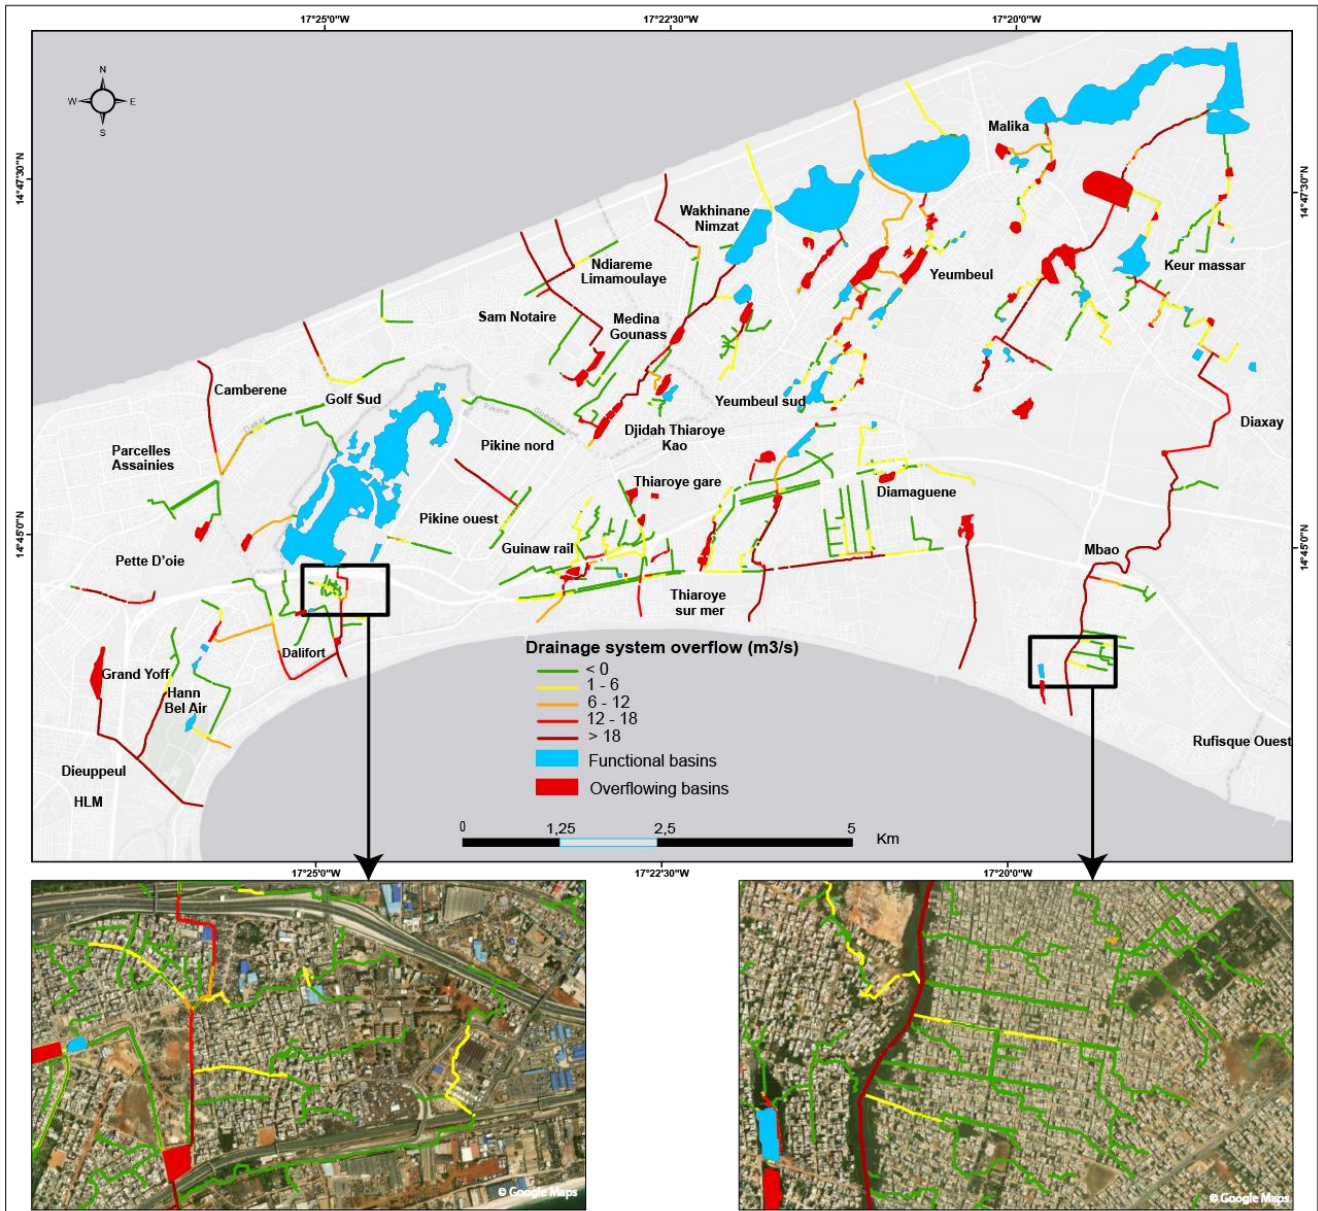 17°25'0"W
17°22'30"W
17°20'0"W
N
W
E
S
14°47'30"N
14°47'30"N
Malika
Wakhinane
Nimzat
Ndiareme
Limamoulaye
Yeumbeul
Keur massar
Sam Notaire
Medina
Gounass
Camberene
Golf Sud
Yeumbeul sud
Dakar
Pikine
Guediawaye
Djidah Thiaroye
Kao
Diaxay
Parcelles
Assainies
Pikine nord
Thiaroye gare
Diamaguene
Pikine ouest
14°45'0"N
14°45'0"N
Guinaw rail
Mbao
Pette D'oie
Thiaroye
sur mer
Dalifort
Grand Yoff
Hann
Bel Air
Drainage system overflow (m3/s)
< 0
1 - 6
6 - 12
12 - 18
> 18
Functional basins
Overflowing basins
Rufisque Ouest
Dieuppeul
HLM
0
1,25
2,5
5
Km
17°25'0"W
17°22'30"W
17°20'0"W
© Google Maps
© Google Maps